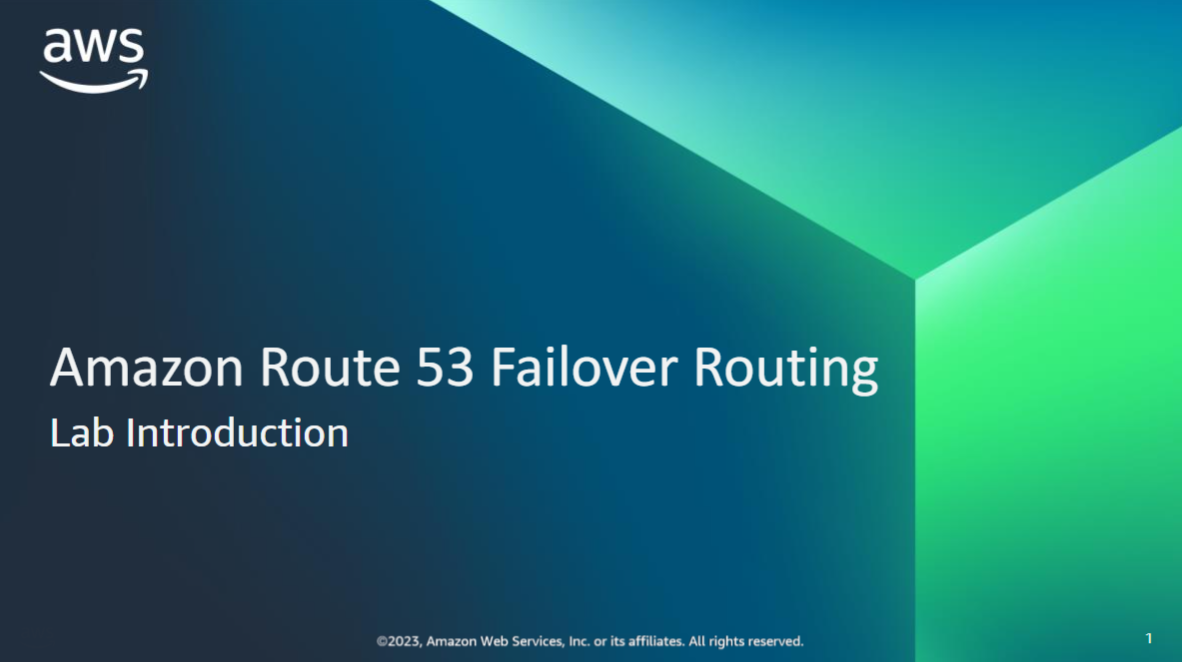 aws
Amazon Route 53 Failover Routing
Lab Introduction
©2023, Amazon Web Services, Inc. or its affiliates. All rights reserved.
1